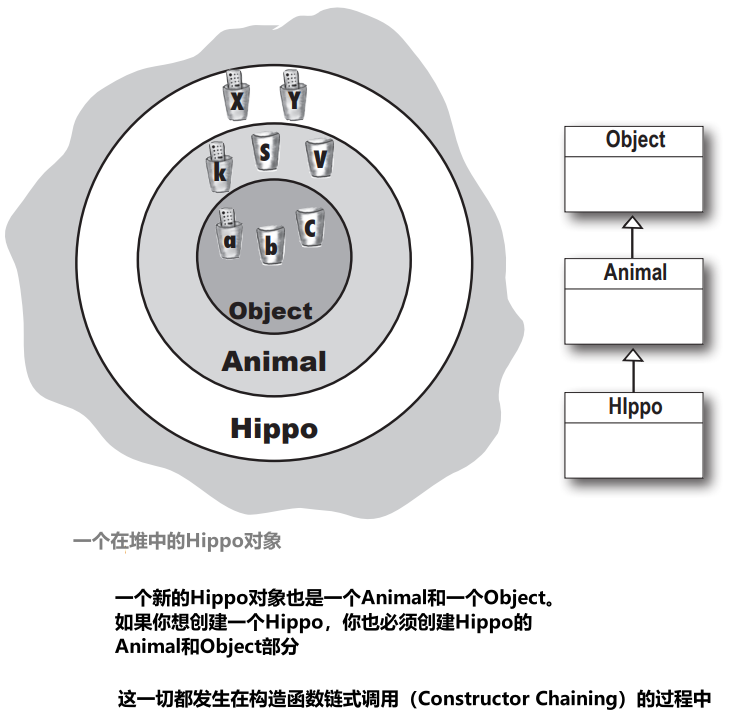 X
Y
k
S
V
a
b
C
Object
Animal
Hippo
Object
Animal
HIppo
一个在堆中的Hippo对象
一个新的Hippo对象也是一个Animal和一个Object。
如果你想创建一个Hippo，你也必须创建Hippo的
Animal和Object部分
这一切都发生在构造函数链式调用（Constructor Chaining）的过程中